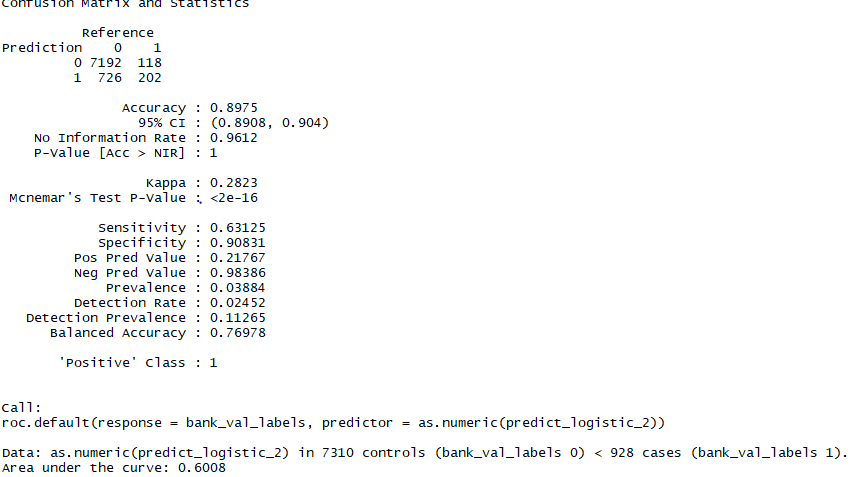 Confusion Matrix and Statistics
Reference
Prediction 0 1
0 7192 118
1 726 202
Accuracy : 0.8975
95% CI : (0.8908, 0.904)
No Information Rate : 0.9612
P-Value [Acc > NIR] : 1
Kappa : 0.2823
Mcnemar's Test P-Value : <2e-16
Sensitivity : 0.63125
Specificity : 0.90831
Pos Pred Value : 0.21767
Neg Pred Value : 0.98386
Prevalence : 0.03884
Detection Rate : 0.02452
Detection Prevalence : 0.11265
Balanced Accuracy : 0.76978
'Positive' Class : 1
Call:
roc.default(response = bank_val_labels, predictor = as.numeric(predict_logistic_2))
Data: as.numeric(predict_logistic_2) in 7310 controls (bank_val_labels 0) < 928 cases (bank_val_labels 1).
Area under the curve: 0.6008